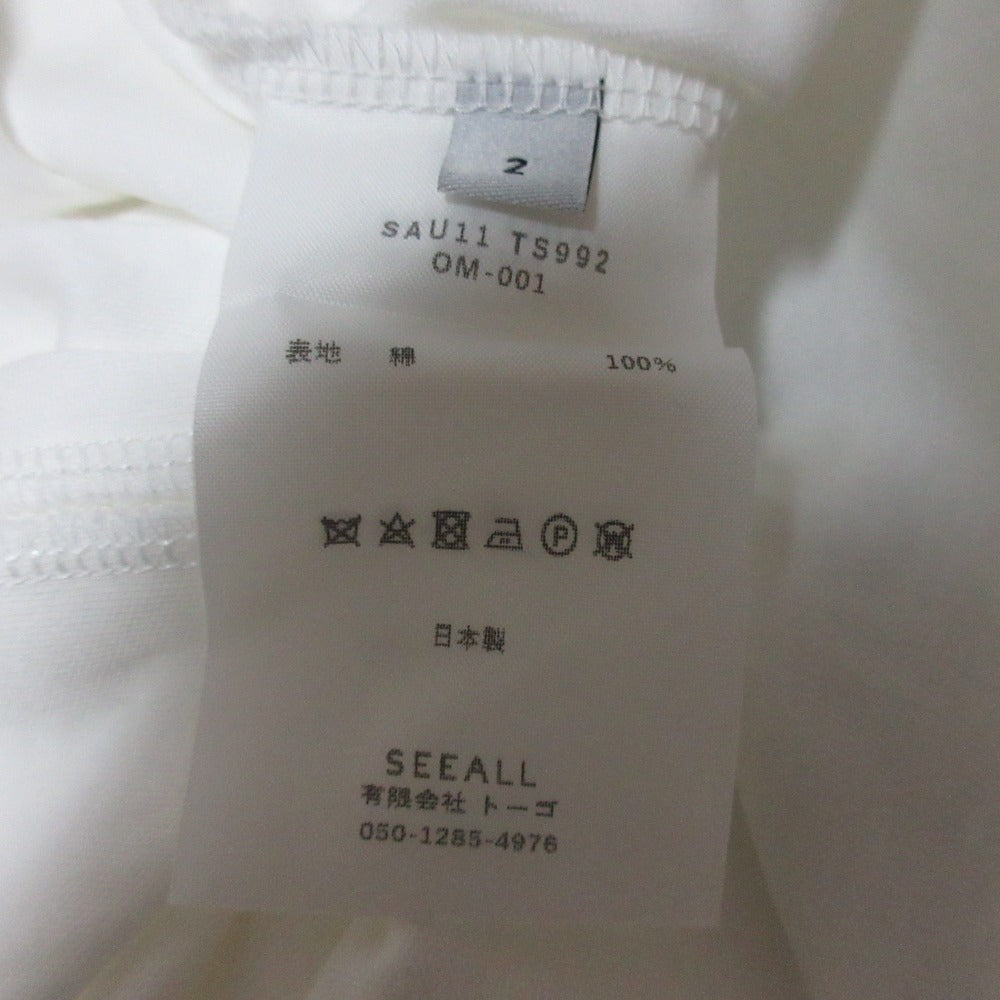 2
SAU11 TS992
OM-001
表地 綿 100%
P
W
日本製
SEEALL
有限会社 トーゴ
050-1285-4976